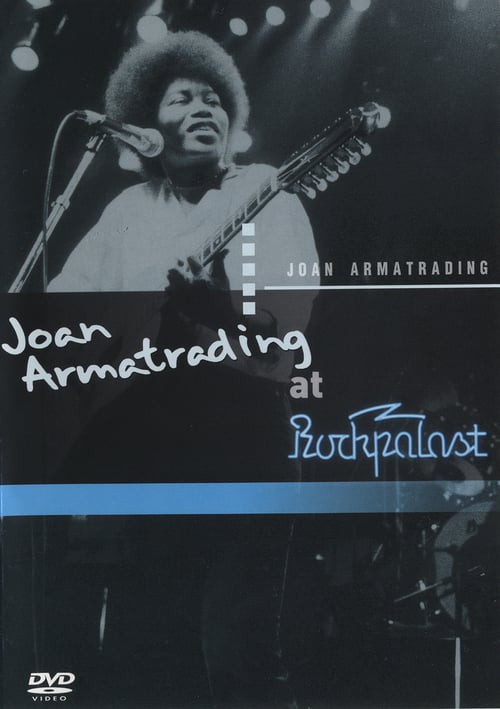 JOAN ARMATRADING
Joan
Armatrading
at
Rockpalast
DVD
VIDEO